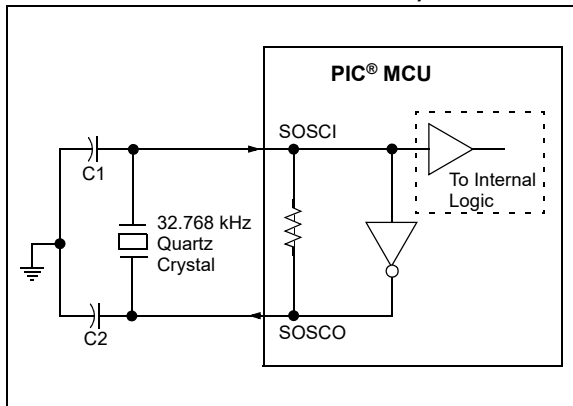 PIC® MCU
SOSCI
C1
To Internal
Logic
32.768 kHz
Quartz
Crystal
SOSCO
C2